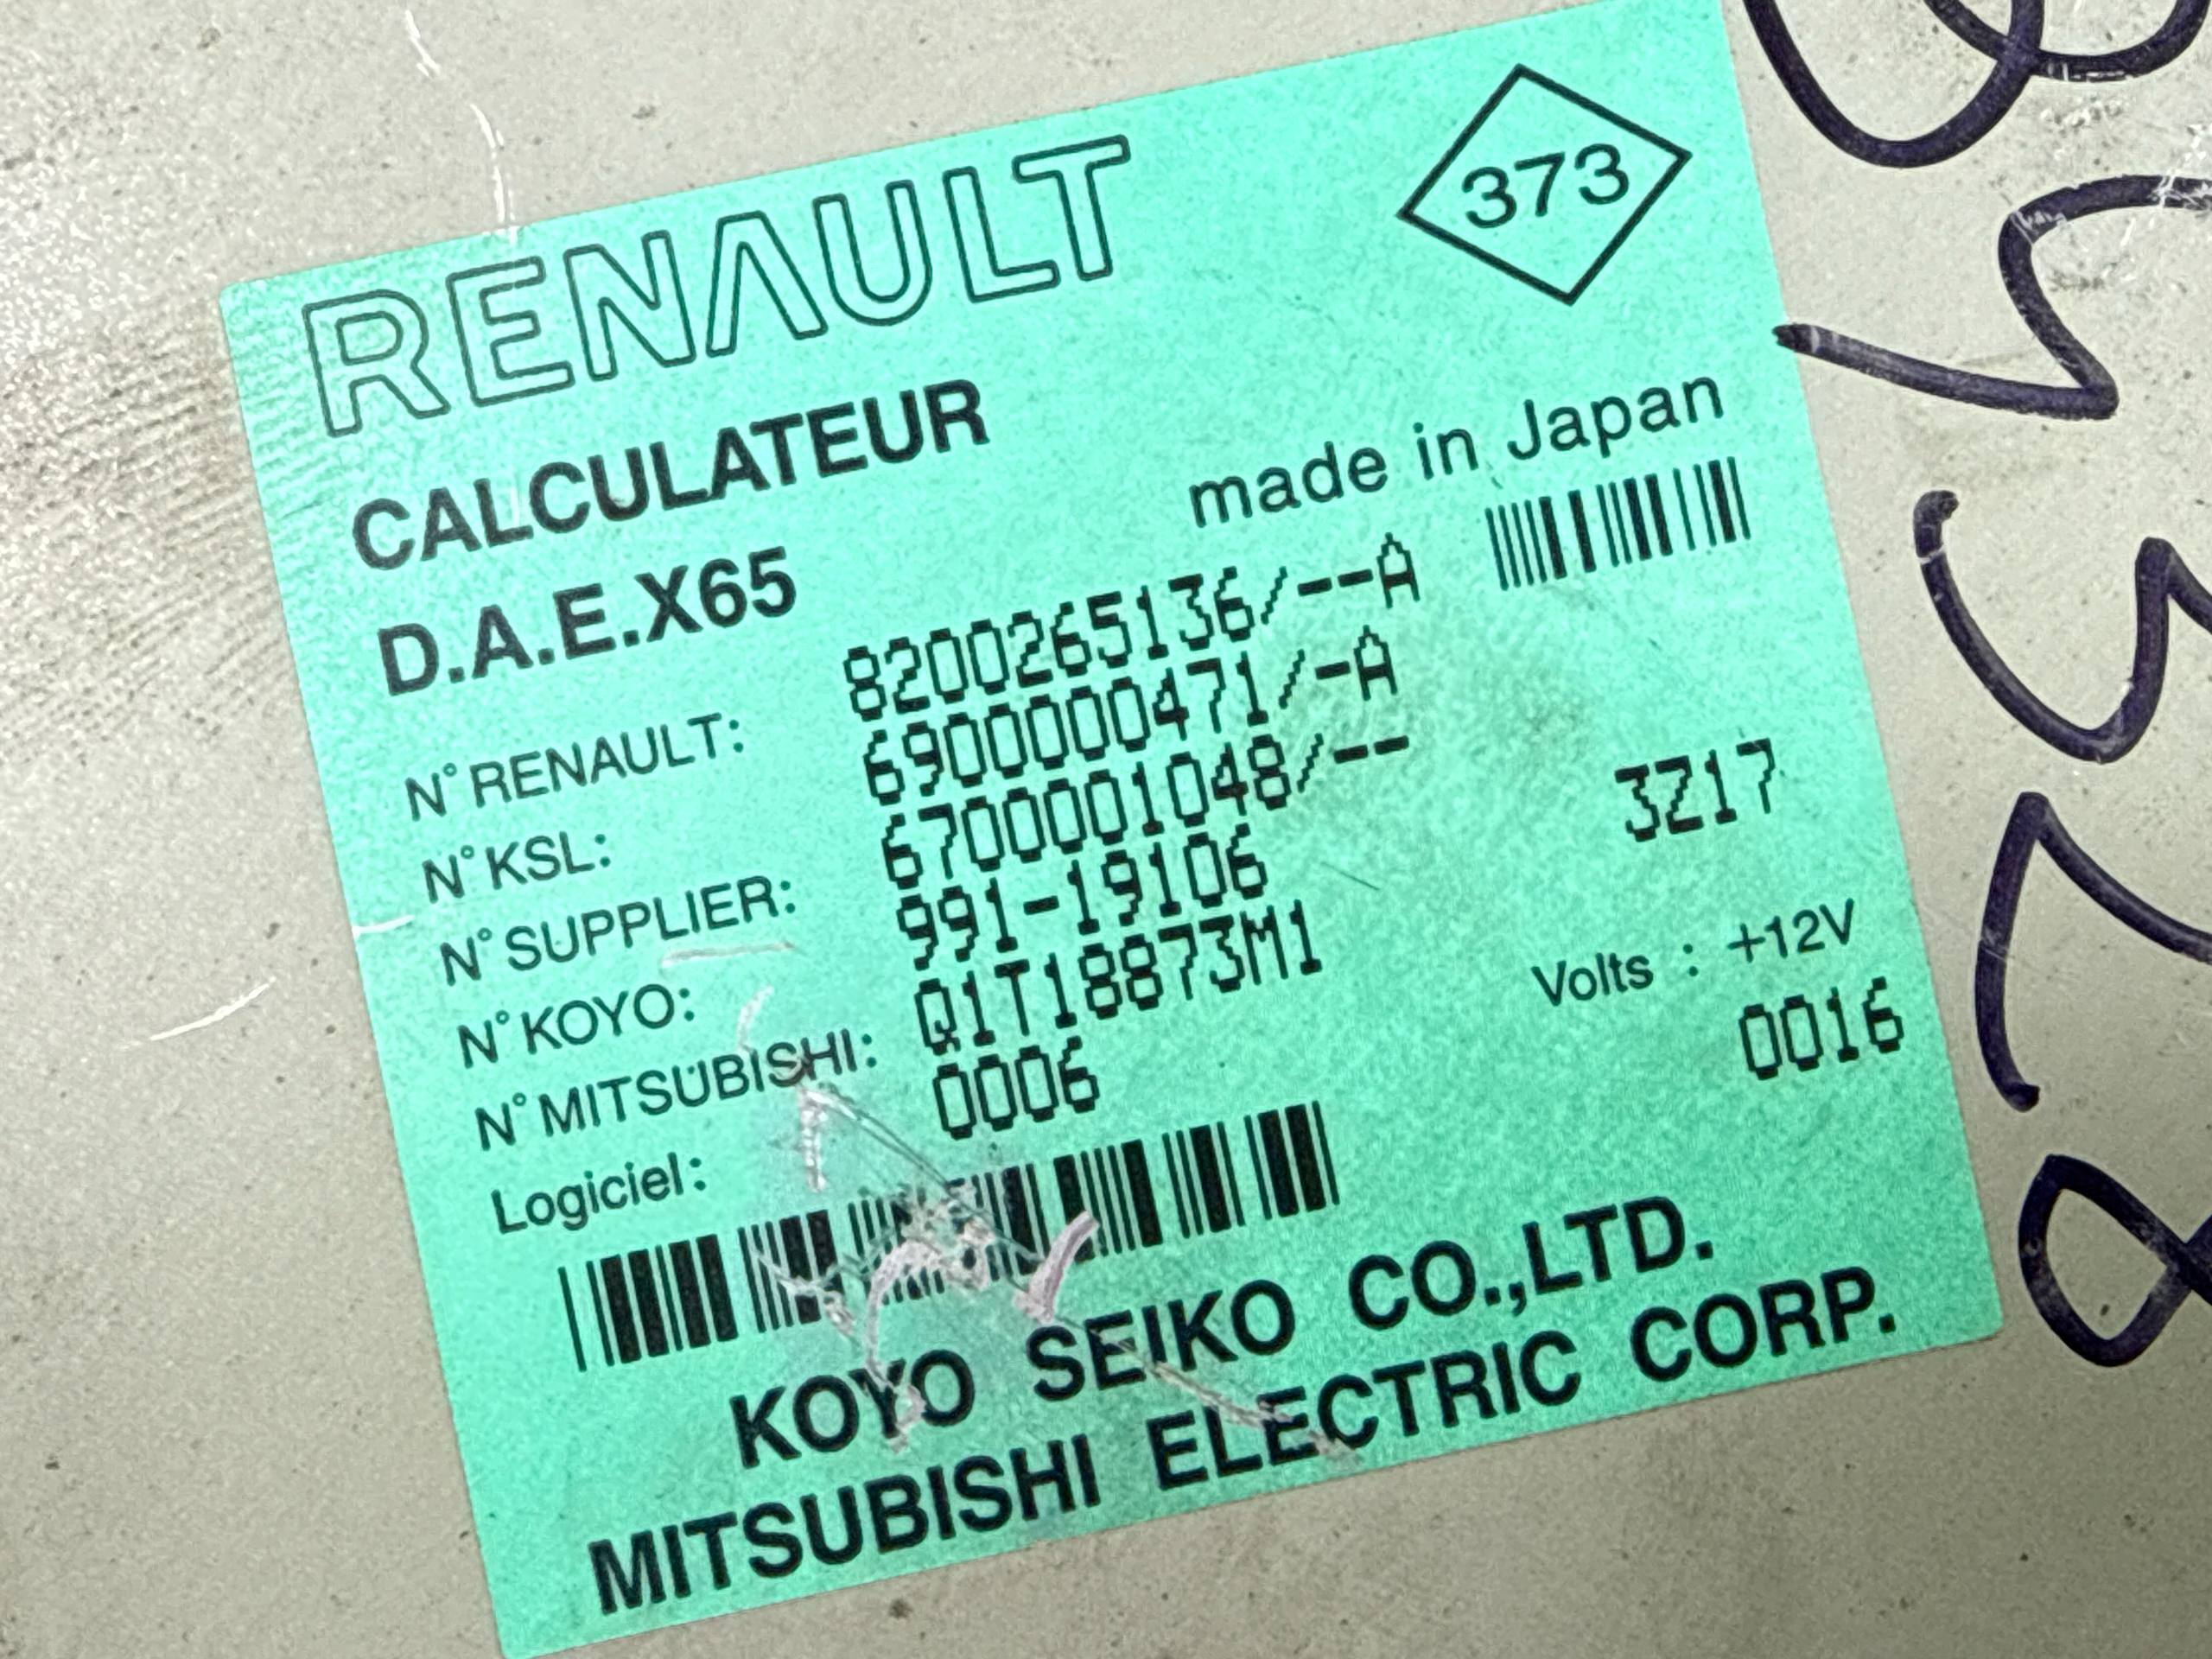 RENAULT
373
CALCULATEUR
D.A.E.X65
made in Japan
N° RENAULT: 8200265136/--A
N° KSL: 6900000471/-A
N° SUPPLIER: 6700001048/--
N° KOYO: 991-19106 3Z17
N° MITSUBISHI: Q1T18873M1 Volts : +12V
Logiciel: 0006 0016
KOYO SEIKO CO.,LTD.
MITSUBISHI ELECTRIC CORP.